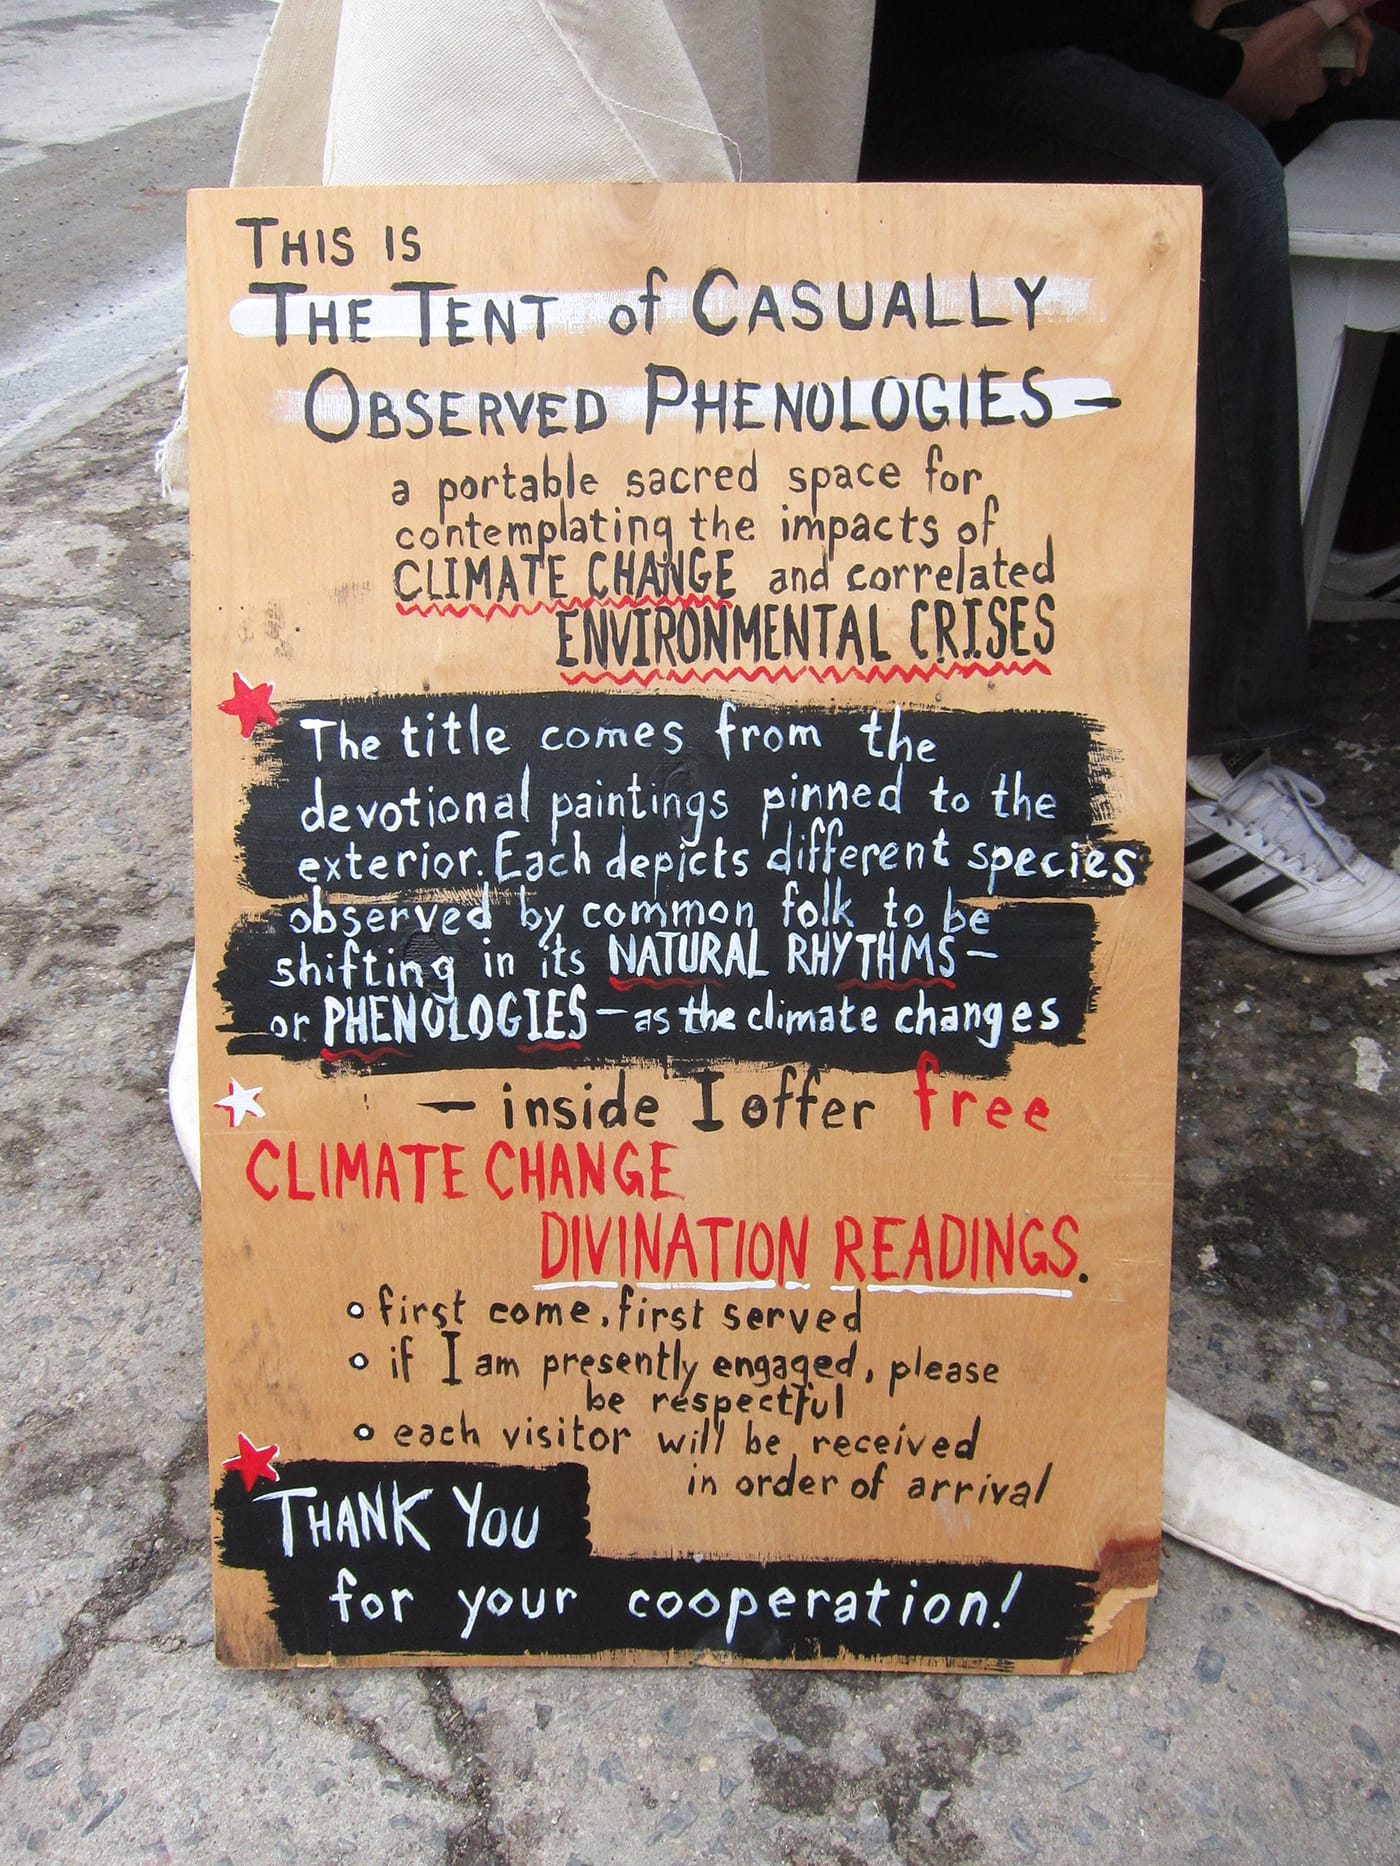 THIS IS
THE TENT of CASUALLY
OBSERVED PHENOLOGIES —
a portable sacred space for
contemplating the impacts of
CLIMATE CHANGE and correlated
ENVIRONMENTAL CRISES
The title comes from the
devotional paintings pinned to the
exterior. Each depicts different species
observed by common folk to be
shifting in its NATURAL RHYTHMS —
or PHENOLOGIES — as the climate changes
— inside I offer free
CLIMATE CHANGE
DIVINATION READINGS.
• first come, first served
• if I am presently engaged, please
be respectful
• each visitor will be received
in order of arrival
THANK YOU
for your cooperation!